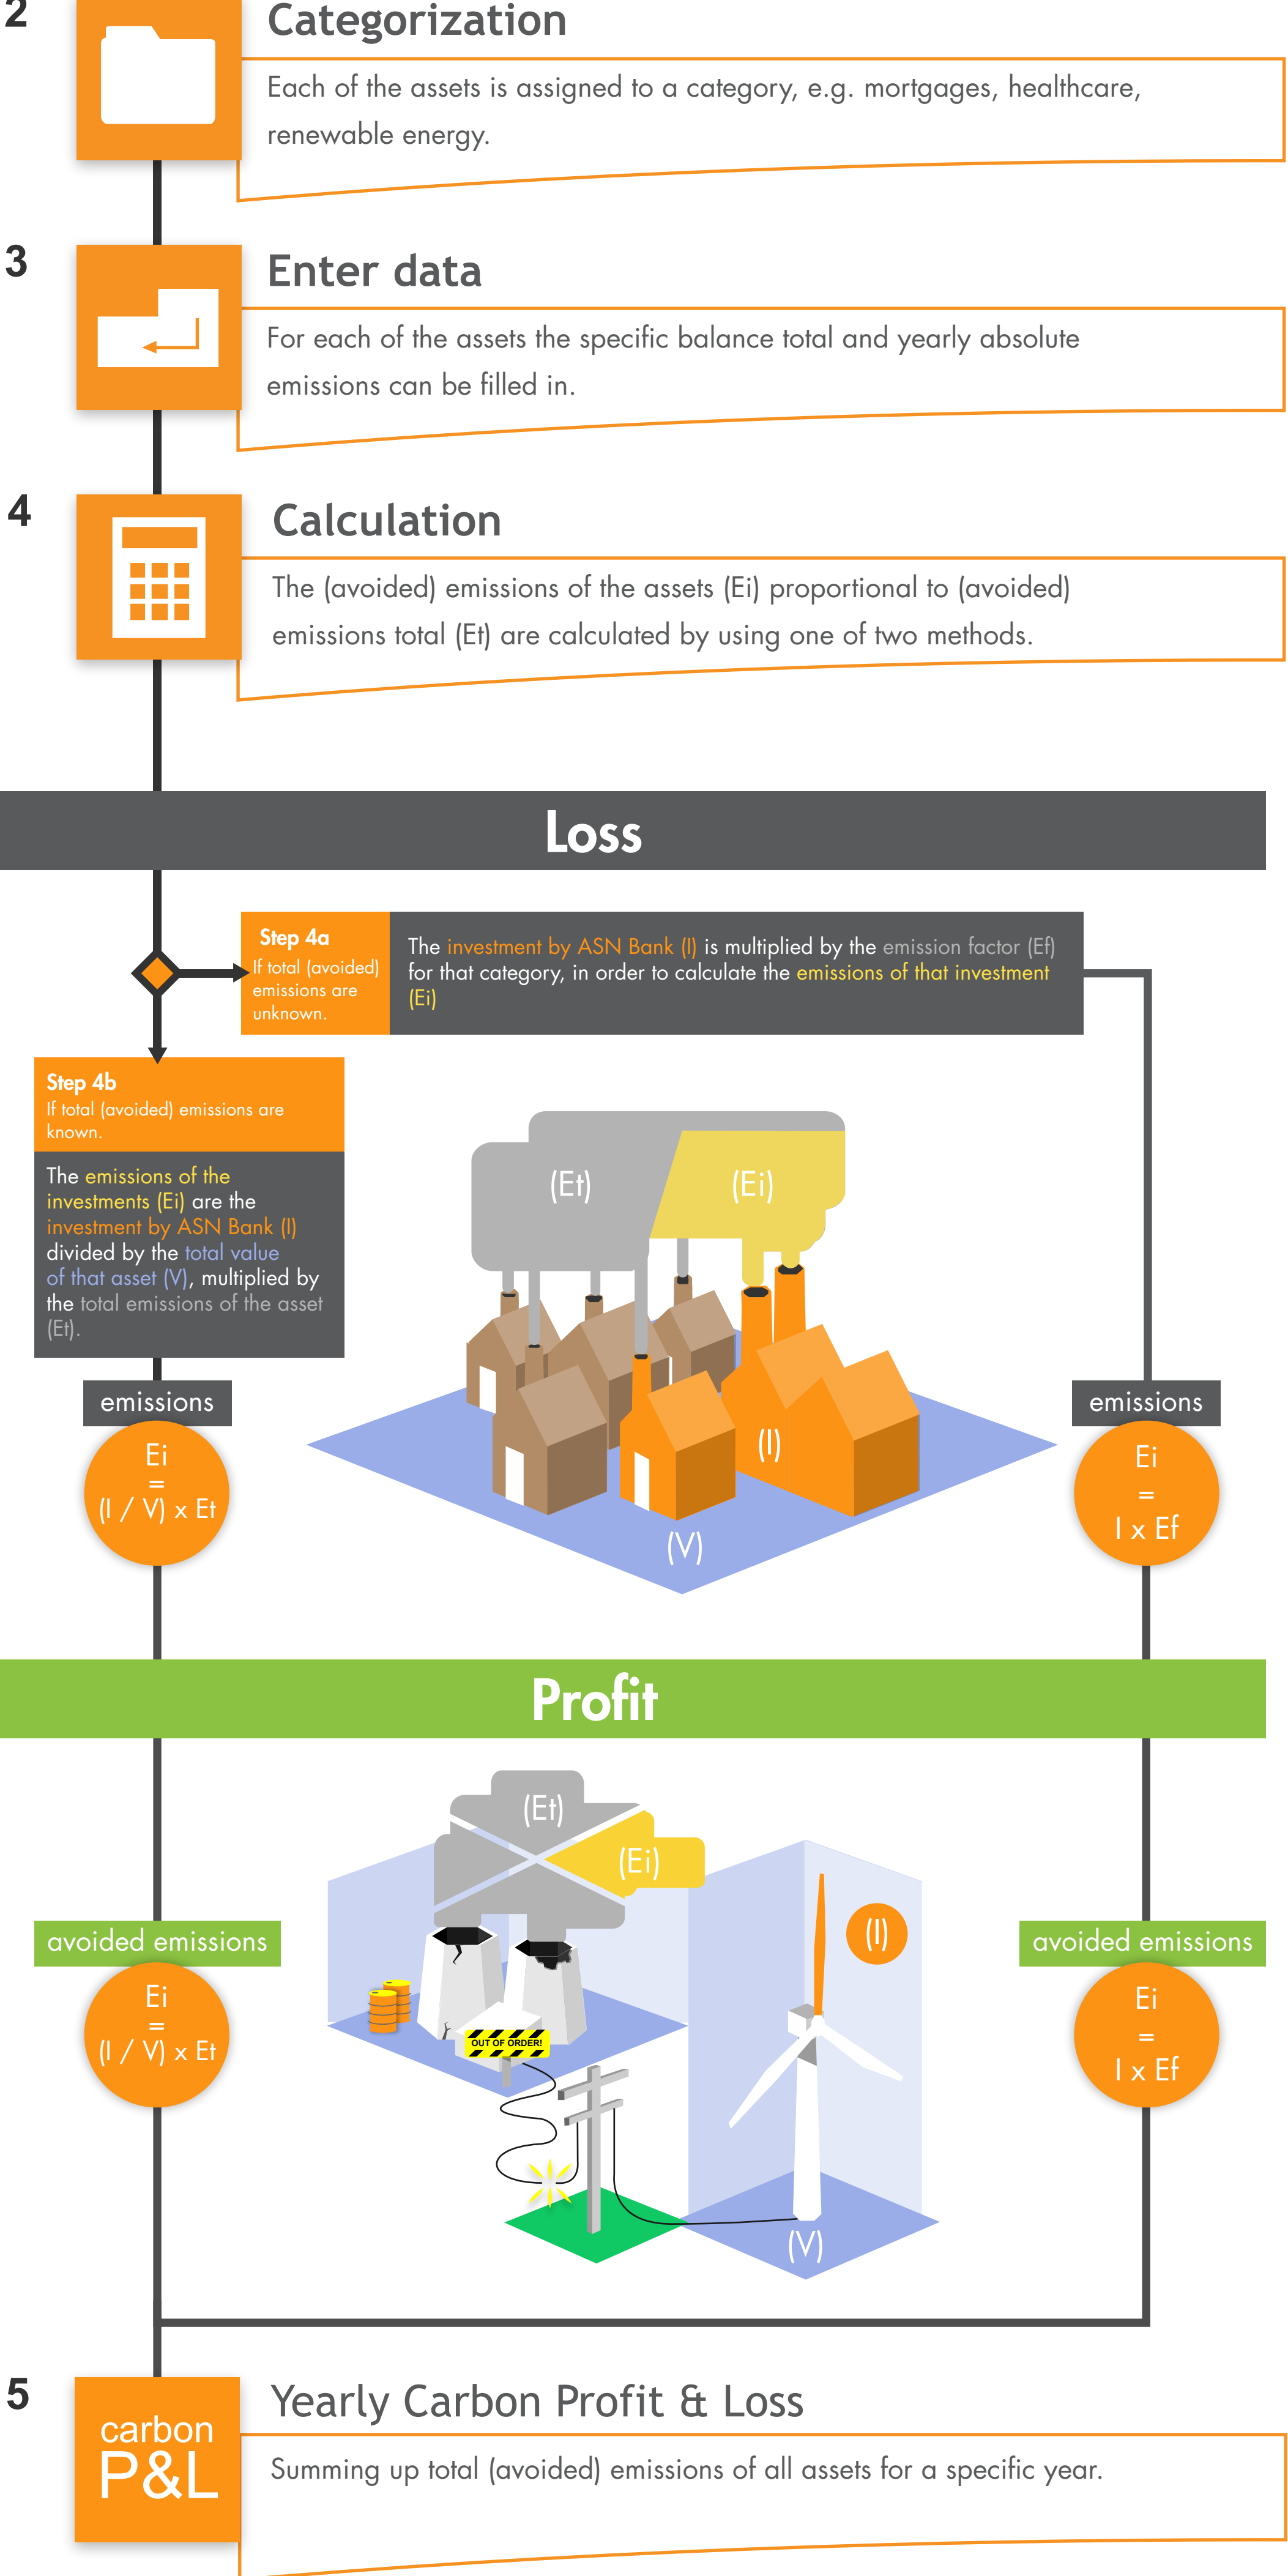 2
Categorization
Each of the assets is assigned to a category, e.g. mortgages, healthcare,
renewable energy.
3
Enter data
For each of the assets the specific balance total and yearly absolute
emissions can be filled in.
4
Calculation
The (avoided) emissions of the assets (Ei) proportional to (avoided)
emissions total (Et) are calculated by using one of two methods.
Loss
Step 4a
If total (avoided)
emissions are
unknown.
The investment by ASN Bank (I) is multiplied by the emission factor (Ef)
for that category, in order to calculate the emissions of that investment
(Ei)
Step 4b
If total (avoided) emissions are
known.
The emissions of the
investments (Ei) are the
investment by ASN Bank (I)
divided by the total value
of that asset (V), multiplied by
the total emissions of the asset
(Et).
(Et)
(Ei)
(I)
(V)
emissions
Ei
=
(I / V) x Et
emissions
Ei
=
I x Ef
Profit
(Et)
(Ei)
(I)
OUT OF ORDER!
(V)
avoided emissions
Ei
=
(I / V) x Et
avoided emissions
Ei
=
I x Ef
5
carbon
P&L
Yearly Carbon Profit & Loss
Summing up total (avoided) emissions of all assets for a specific year.